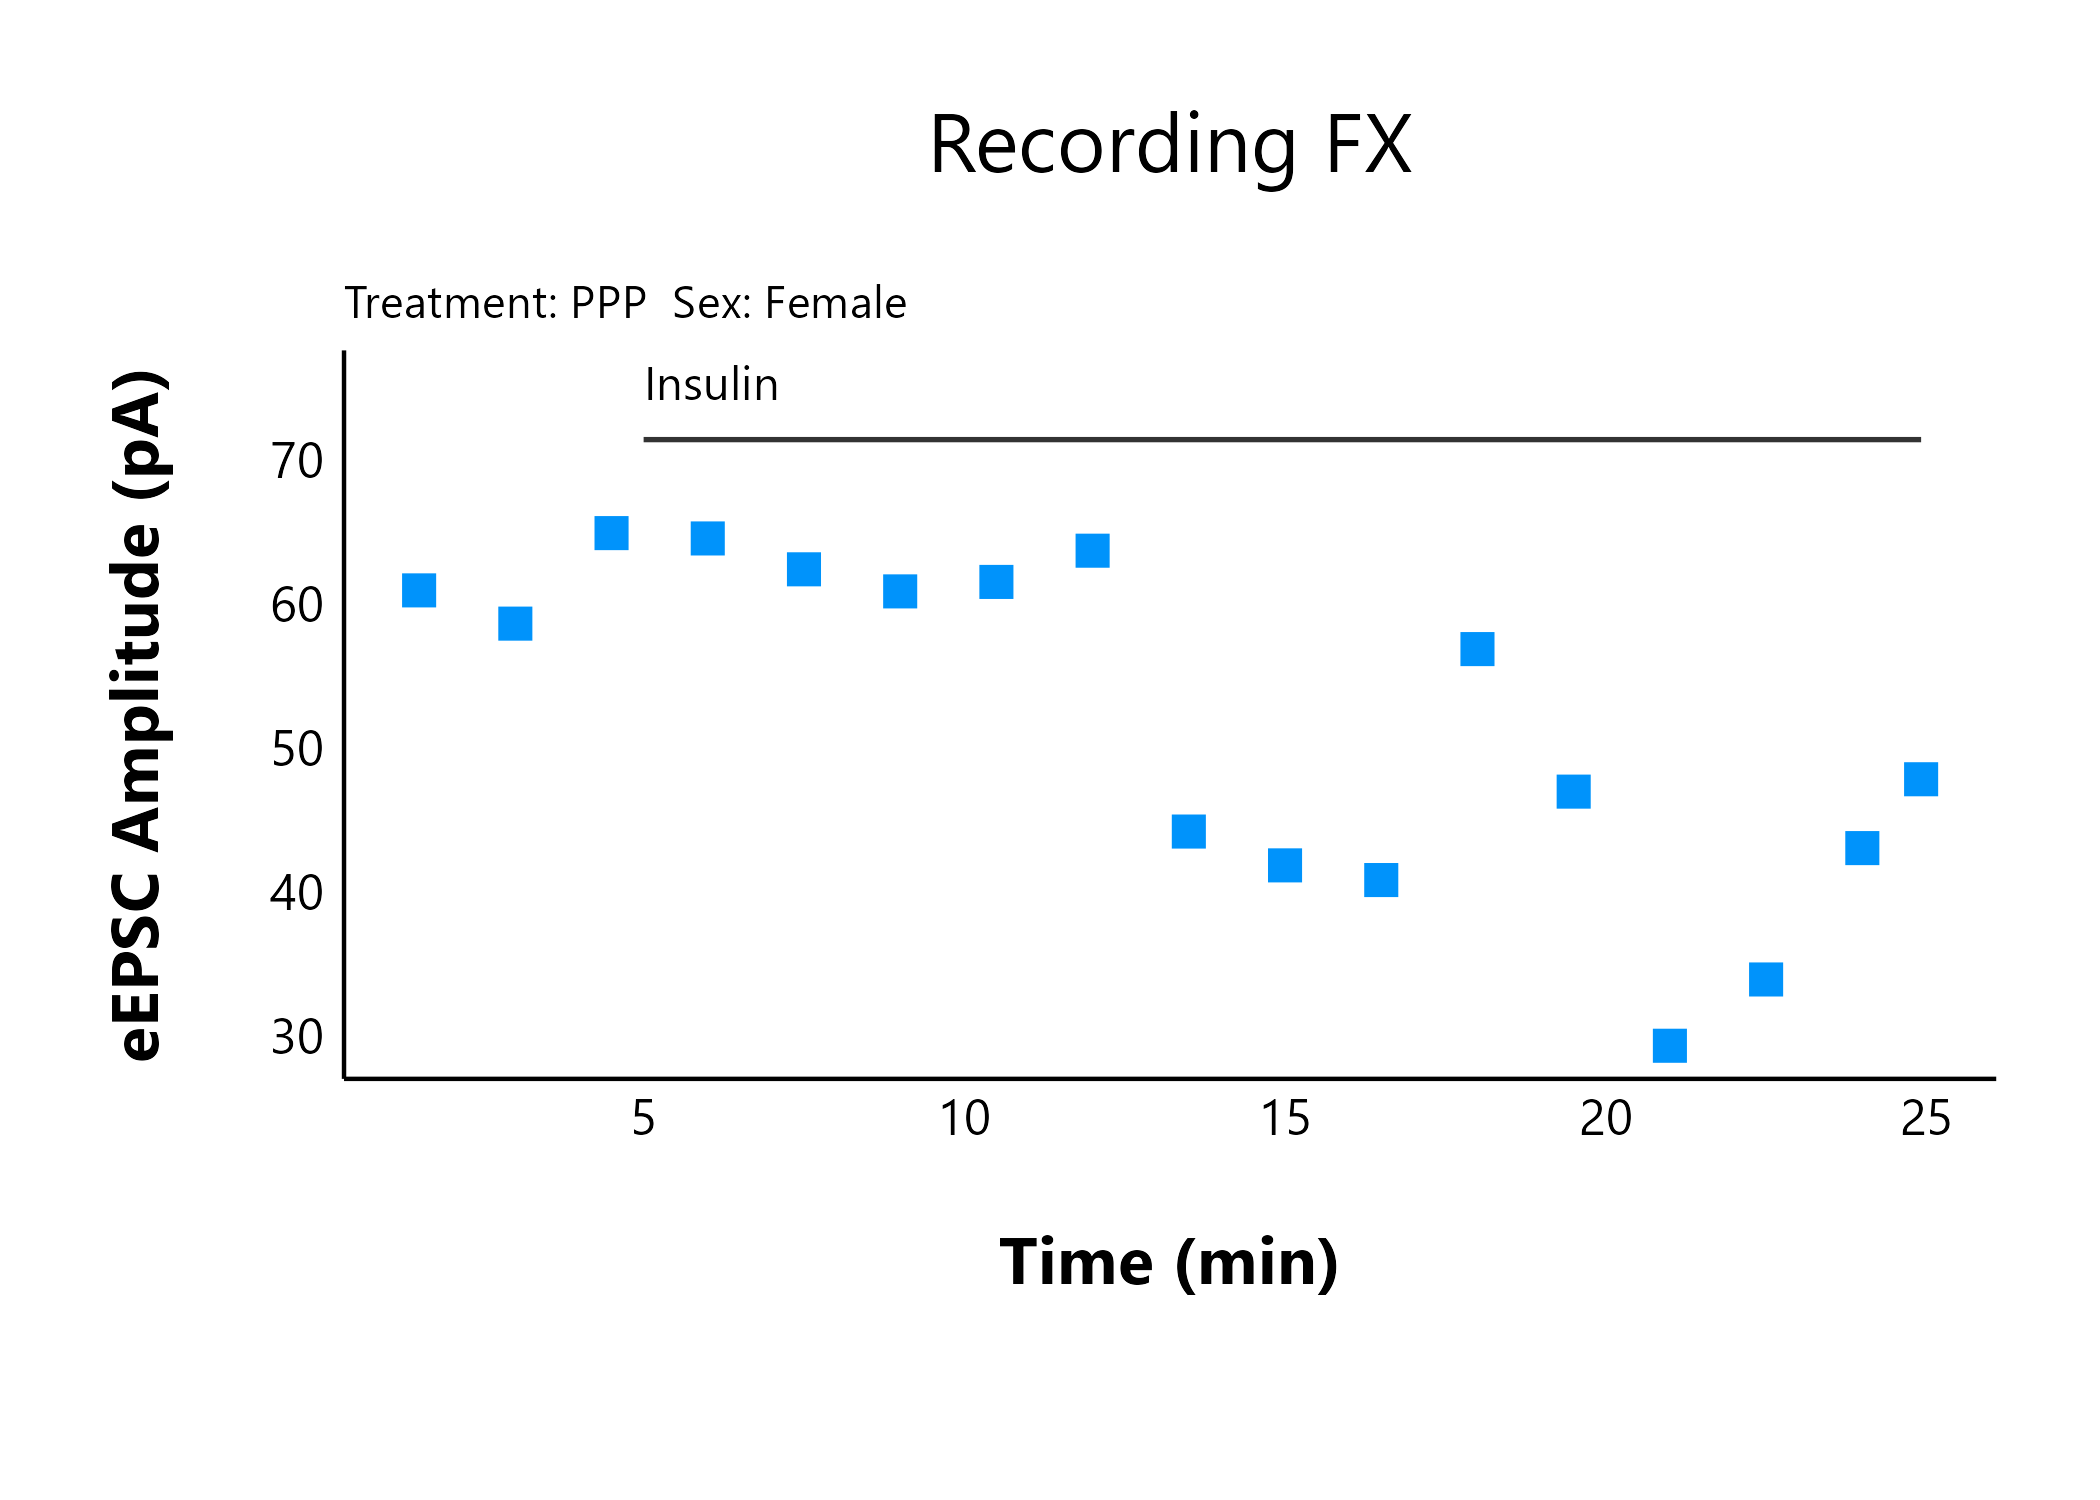 Recording FX
Treatment: PPP  Sex: Female
Insulin
eEPSC Amplitude (pA)
70
60
50
40
30
5 10 15 20 25
Time (min)